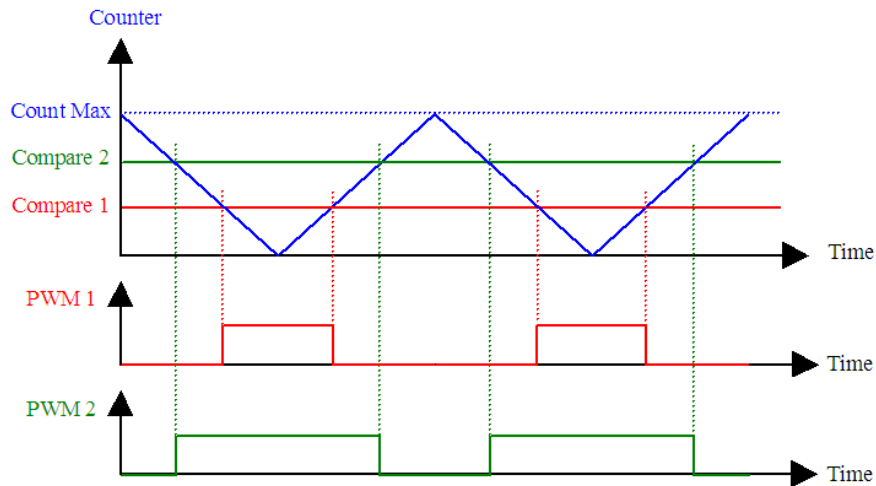 Counter
Count Max
Compare 2
Compare 1
Time
PWM 1
Time
PWM 2
Time